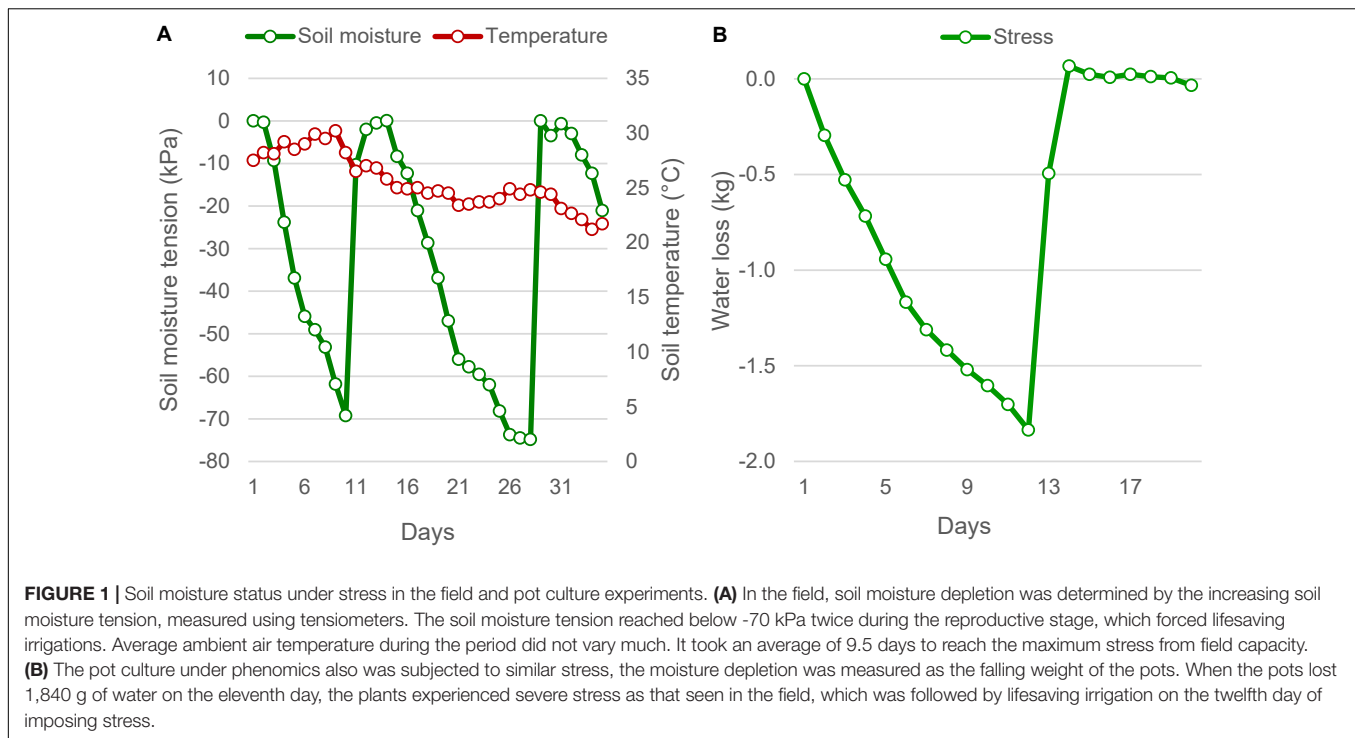 A
Soil moisture
Temperature
10
0
-10
-20
-30
-40
-50
-60
-70
-80
Soil moisture tension (kPa)
35
30
25
20
15
10
5
0
Soil temperature (°C)
1 6 11 16 21 26 31
Days
B
Stress
0.0
-0.5
-1.0
-1.5
-2.0
Water loss (kg)
1 5 9 13 17
Days
FIGURE 1 | Soil moisture status under stress in the field and pot culture experiments. (A) In the field, soil moisture depletion was determined by the increasing soil
moisture tension, measured using tensiometers. The soil moisture tension reached below -70 kPa twice during the reproductive stage, which forced lifesaving
irrigations. Average ambient air temperature during the period did not vary much. It took an average of 9.5 days to reach the maximum stress from field capacity.
(B) The pot culture under phenomics also was subjected to similar stress, the moisture depletion was measured as the falling weight of the pots. When the pots lost
1,840 g of water on the eleventh day, the plants experienced severe stress as that seen in the field, which was followed by lifesaving irrigation on the twelfth day of
imposing stress.